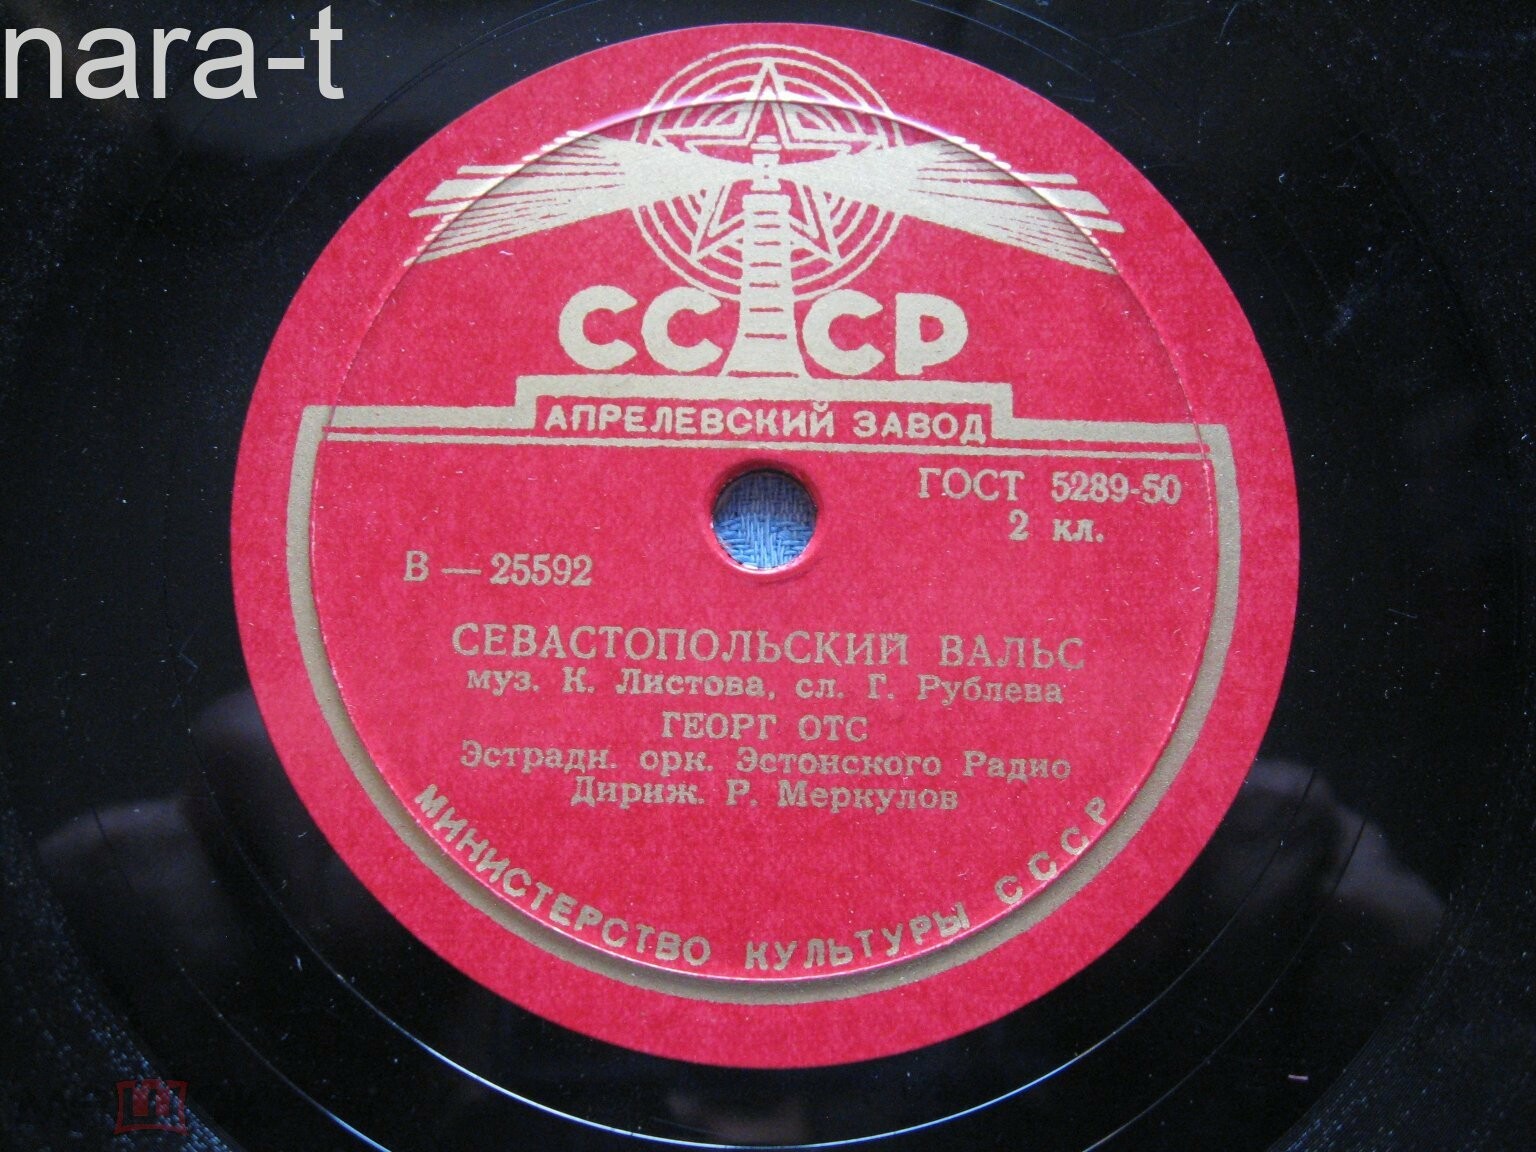 nara-t
СССР
АПРЕЛЕВСКИЙ ЗАВОД
ГОСТ 5289-50
2 кл.
В — 25592
СЕВАСТОПОЛЬСКИЙ ВАЛЬС
муз. К. Листова, сл. Г. Рублева
ГЕОРГ ОТС
Эстрадн. орк. Эстонского Радио
Дириж. Р. Меркулов
МИНИСТЕРСТВО КУЛЬТУРЫ СССР